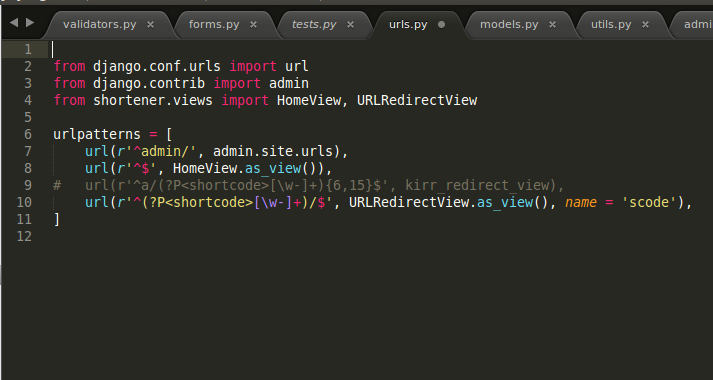 validators.py × forms.py × tests.py × urls.py ● models.py × utils.py × admi
1
2 from django.conf.urls import url
3 from django.contrib import admin
4 from shortener.views import HomeView, URLRedirectView
5
6 urlpatterns = [
7     url(r'^admin/', admin.site.urls),
8     url(r'^$', HomeView.as_view()),
9 #   url(r'^a/(?P<shortcode>[\w-]+){6,15}$', kirr_redirect_view),
10     url(r'^(?P<shortcode>[\w-]+)/$', URLRedirectView.as_view(), name = 'scode'),
11 ]
12